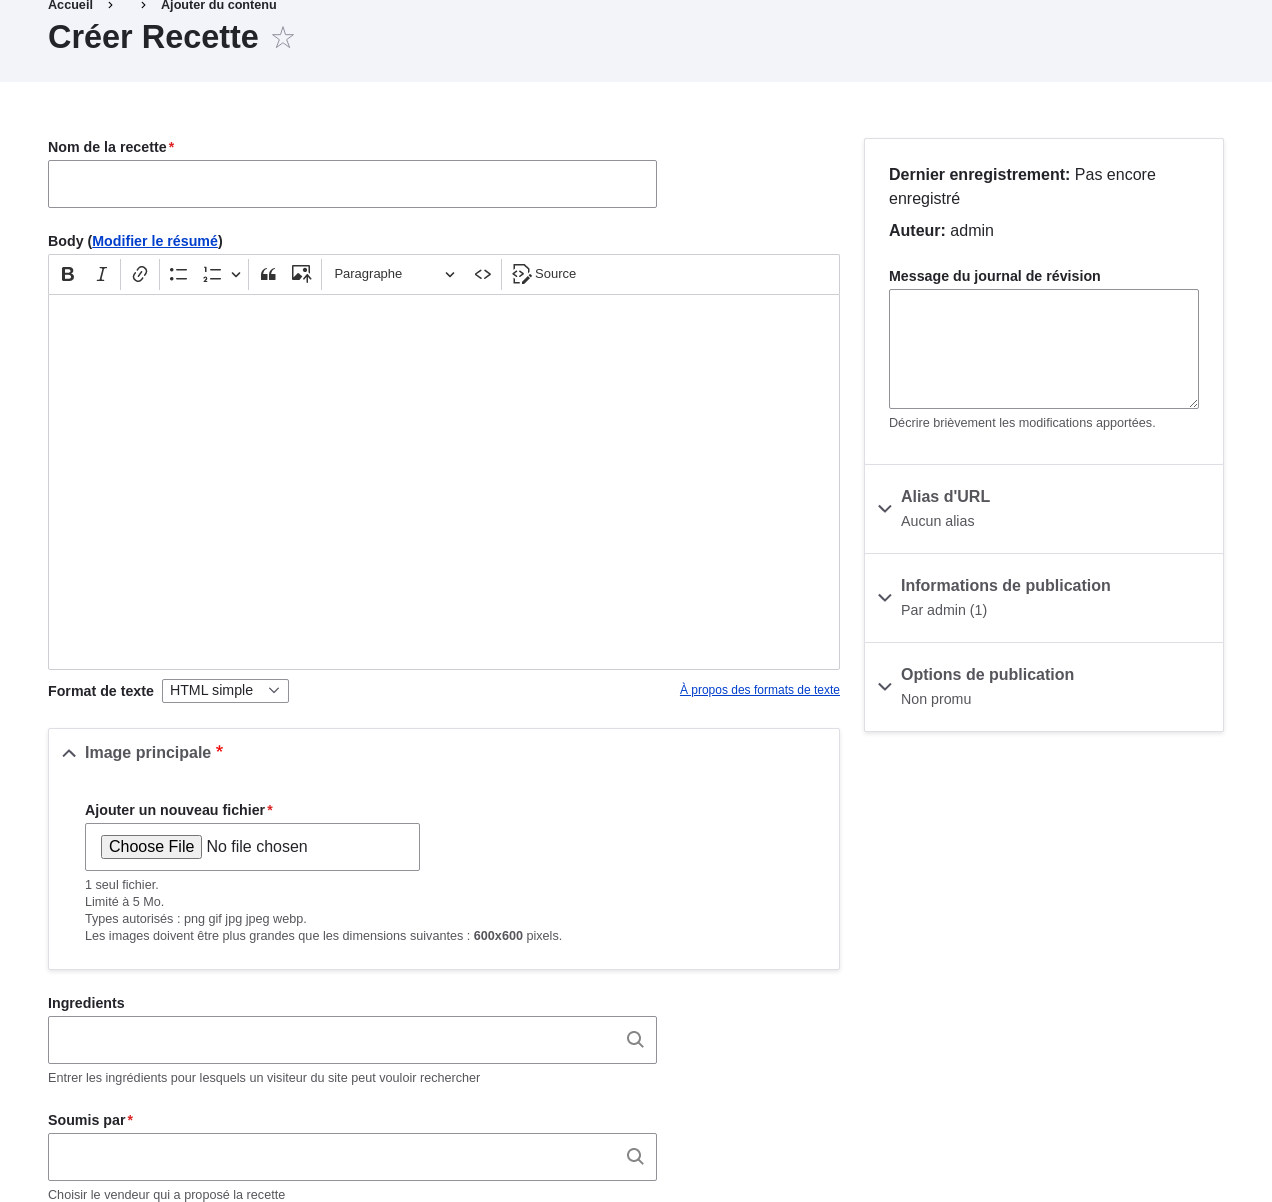 Accueil > > Ajouter du contenu
Créer Recette ☆
Nom de la recette*
Body (Modifier le résumé)
B I Paragraphe <> Source
Format de texte HTML simple
À propos des formats de texte
Image principale *
Ajouter un nouveau fichier*
Choose File No file chosen
1 seul fichier.
Limité à 5 Mo.
Types autorisés : png gif jpg jpeg webp.
Les images doivent être plus grandes que les dimensions suivantes : 600x600 pixels.
Ingredients
Entrer les ingrédients pour lesquels un visiteur du site peut vouloir rechercher
Soumis par*
Choisir le vendeur qui a proposé la recette
Dernier enregistrement: Pas encore
enregistré
Auteur: admin
Message du journal de révision
Décrire brièvement les modifications apportées.
Alias d'URL
Aucun alias
Informations de publication
Par admin (1)
Options de publication
Non promu